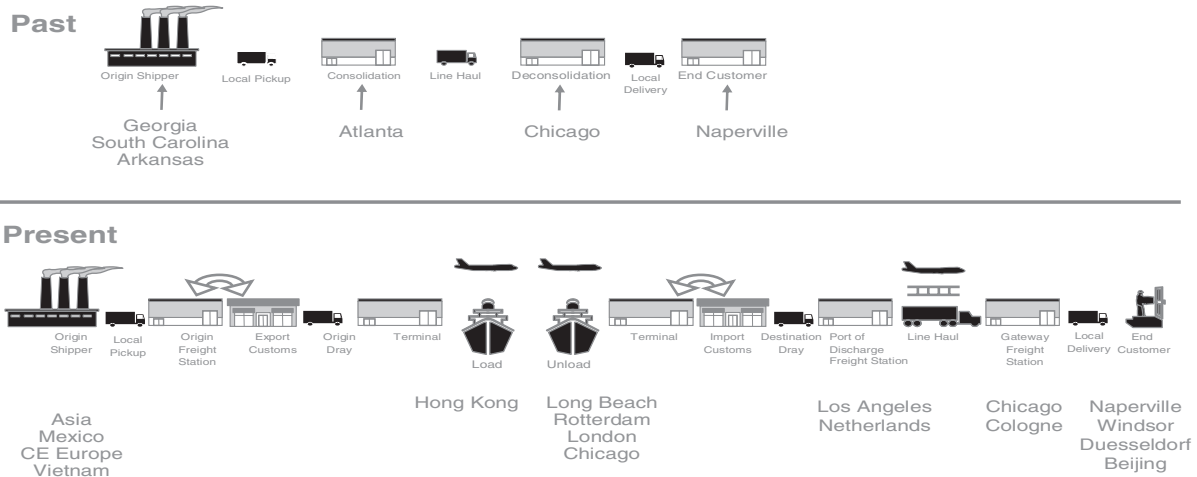 Past
Origin Shipper
Local Pickup
Consolidation
Line Haul
Deconsolidation
Local
Delivery
End Customer
Georgia
South Carolina
Arkansas
Atlanta
Chicago
Naperville
Present
Origin
Shipper
Local
Pickup
Origin
Freight
Station
Export
Customs
Origin
Dray
Terminal
Load
Unload
Terminal
Import
Customs
Destination
Dray
Port of
Discharge
Freight Station
Line Haul
Gateway
Freight
Station
Local
Delivery
End
Customer
Asia
Mexico
CE Europe
Vietnam
Hong Kong
Long Beach
Rotterdam
London
Chicago
Los Angeles
Netherlands
Chicago
Cologne
Naperville
Windsor
Duesseldorf
Beijing